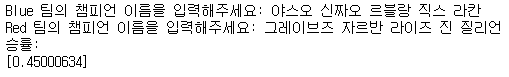 Blue 팀의 챔피언 이름을 입력해주세요: 야스오 신짜오 르블랑 직스 라칸
Red 팀의 챔피언 이름을 입력해주세요: 그레이브즈 자르반 라이즈 진 질리언
승률:
[0.45000634]